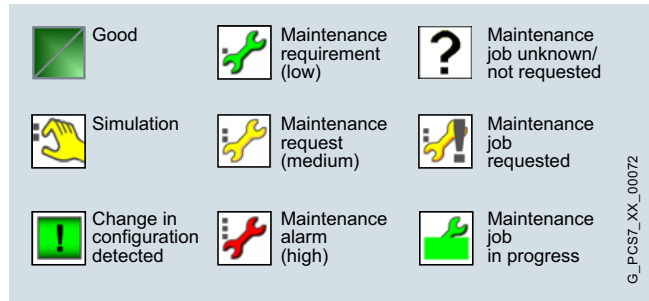 Good
Maintenance
requirement
(low)
Maintenance
job unknown/
not requested
Simulation
Maintenance
request
(medium)
Maintenance
job
requested
Change in
configuration
detected
Maintenance
alarm
(high)
Maintenance
job
in progress
G_PCS7_XX_00072